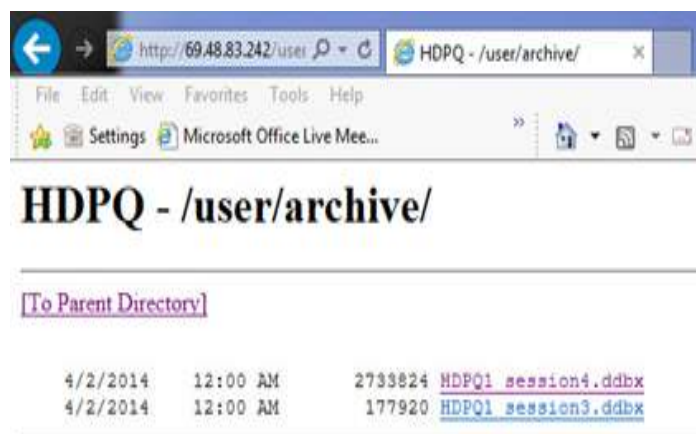 http://69.48.83.242/user
HDPQ - /user/archive/
File Edit View Favorites Tools Help
Settings Microsoft Office Live Mee... »
HDPQ - /user/archive/
[To Parent Directory]
4/2/2014 12:00 AM 2733824 HDPQ1 session4.ddbx
4/2/2014 12:00 AM 177920 HDPQ1 session3.ddbx